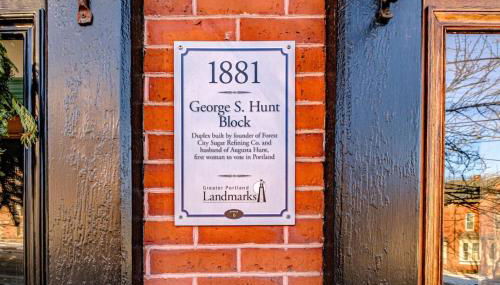 1881
George S. Hunt
Block
Duplex built by founder of Forest
City Sugar Refining Co. and
husband of Augusta Hunt,
first woman to vote in Portland
Greater Portland
Landmarks